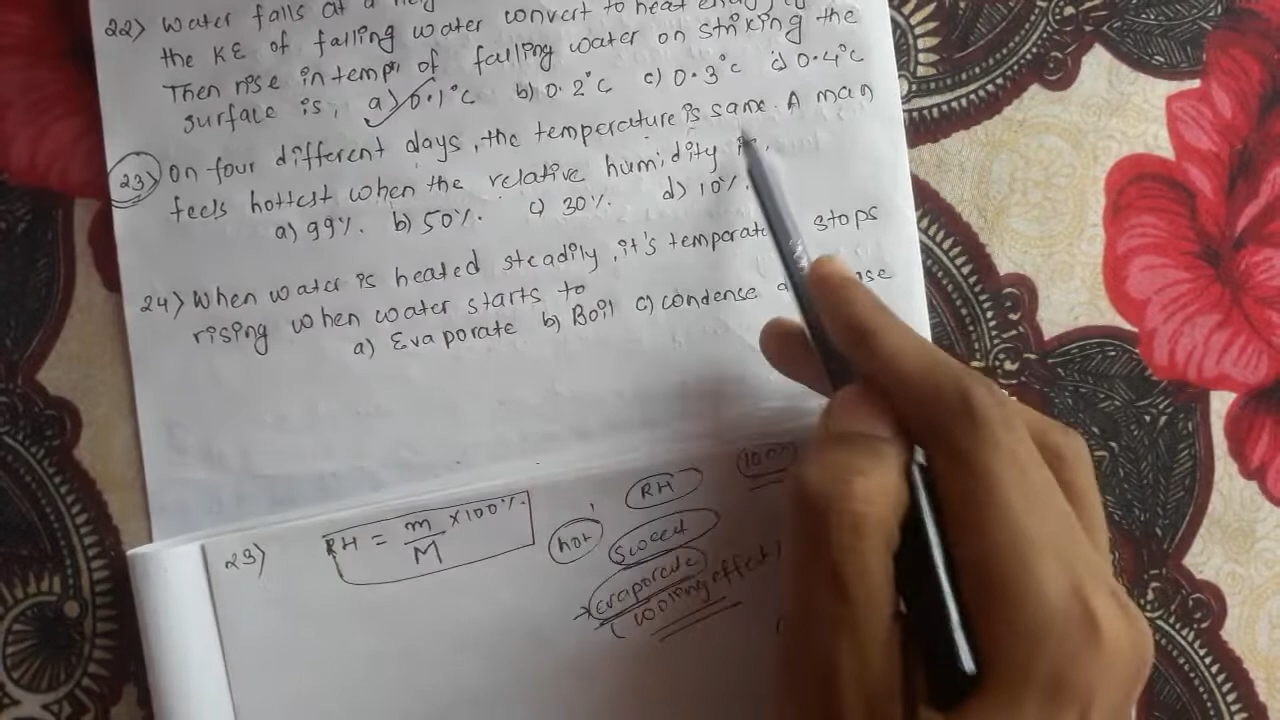 22) Water falls at a
the KE of falling water convert to heat
Then rise in tempr of falling water on striking the
surface is, a) 0.1°C b) 0.2°C c) 0.3°C d) 0.4°C
23) On four different days, the temperature is same. A man
feels hottest when the relative humidity is,
a) 99%. b) 50%. c) 30%. d) 10%.
24) When water is heated steadily, it's stops
rising when water starts to
a) Evaporate b) Boil c) condense
23) RH = m/M ×100%.
hot, RH
sweat
→ evaporate
(cooling effect)